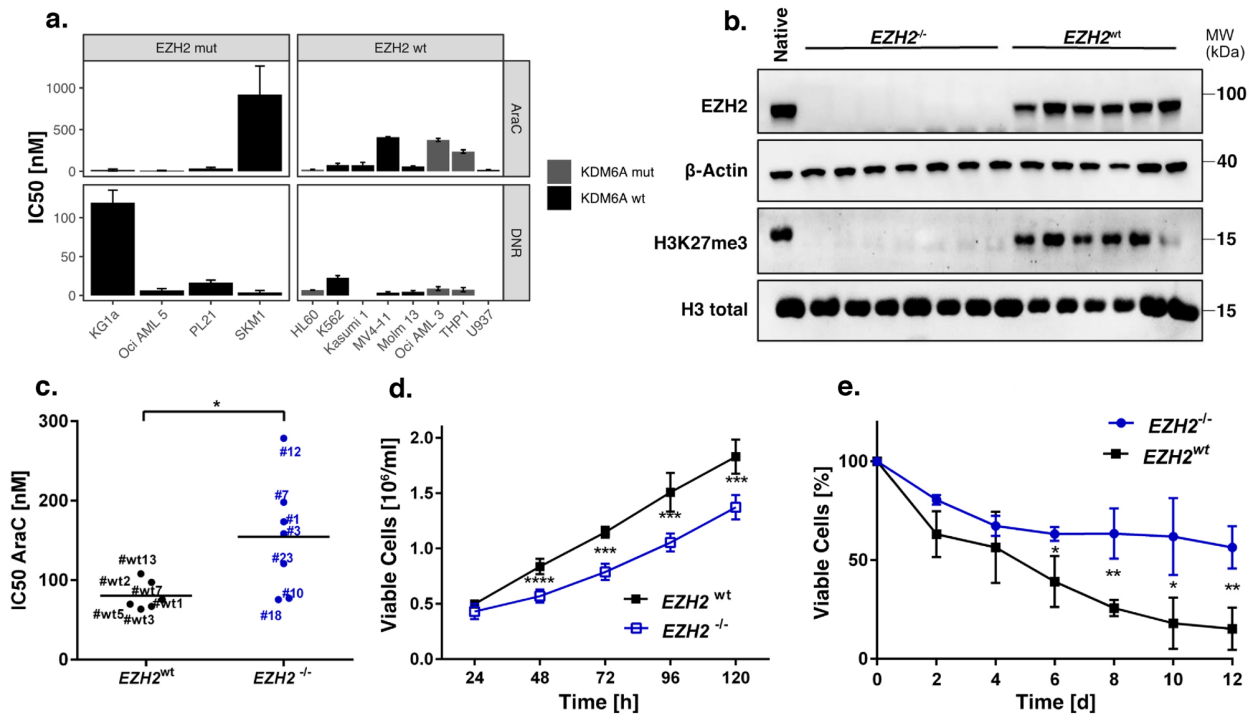 a.
EZH2 mut
EZH2 wt
IC50 [nM]
1000
500
0
AraC
100
50
0
DNR
KG1a
Oci AML 5
PL21
SKM1
HL60
K562
Kasumi 1
MV4-11
Molm 13
Oci AML 3
THP1
U937
KDM6A mut
KDM6A wt
b.
Native
EZH2-/-
EZH2wt
MW
(kDa)
EZH2
100
β-Actin
40
H3K27me3
15
H3 total
15
c.
IC50 AraC [nM]
300
200
100
0
*
#wt13
#wt2
#wt7
#wt1
#wt5
#wt3
#12
#7
#1
#3
#23
#10
#18
EZH2wt
EZH2 -/-
d.
Viable Cells [10⁶/ml]
2.0
1.5
1.0
0.5
0.0
****
***
***
***
EZH2 wt
EZH2 -/-
24
48
72
96
120
Time [h]
e.
Viable Cells [%]
100
50
0
EZH2-/-
EZH2wt
*
**
*
**
0
2
4
6
8
10
12
Time [d]